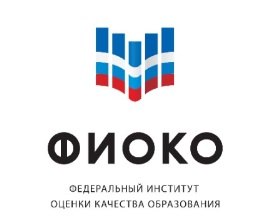 ФИОКО
ФЕДЕРАЛЬНЫЙ ИНСТИТУТ
ОЦЕНКИ КАЧЕСТВА ОБРАЗОВАНИЯ